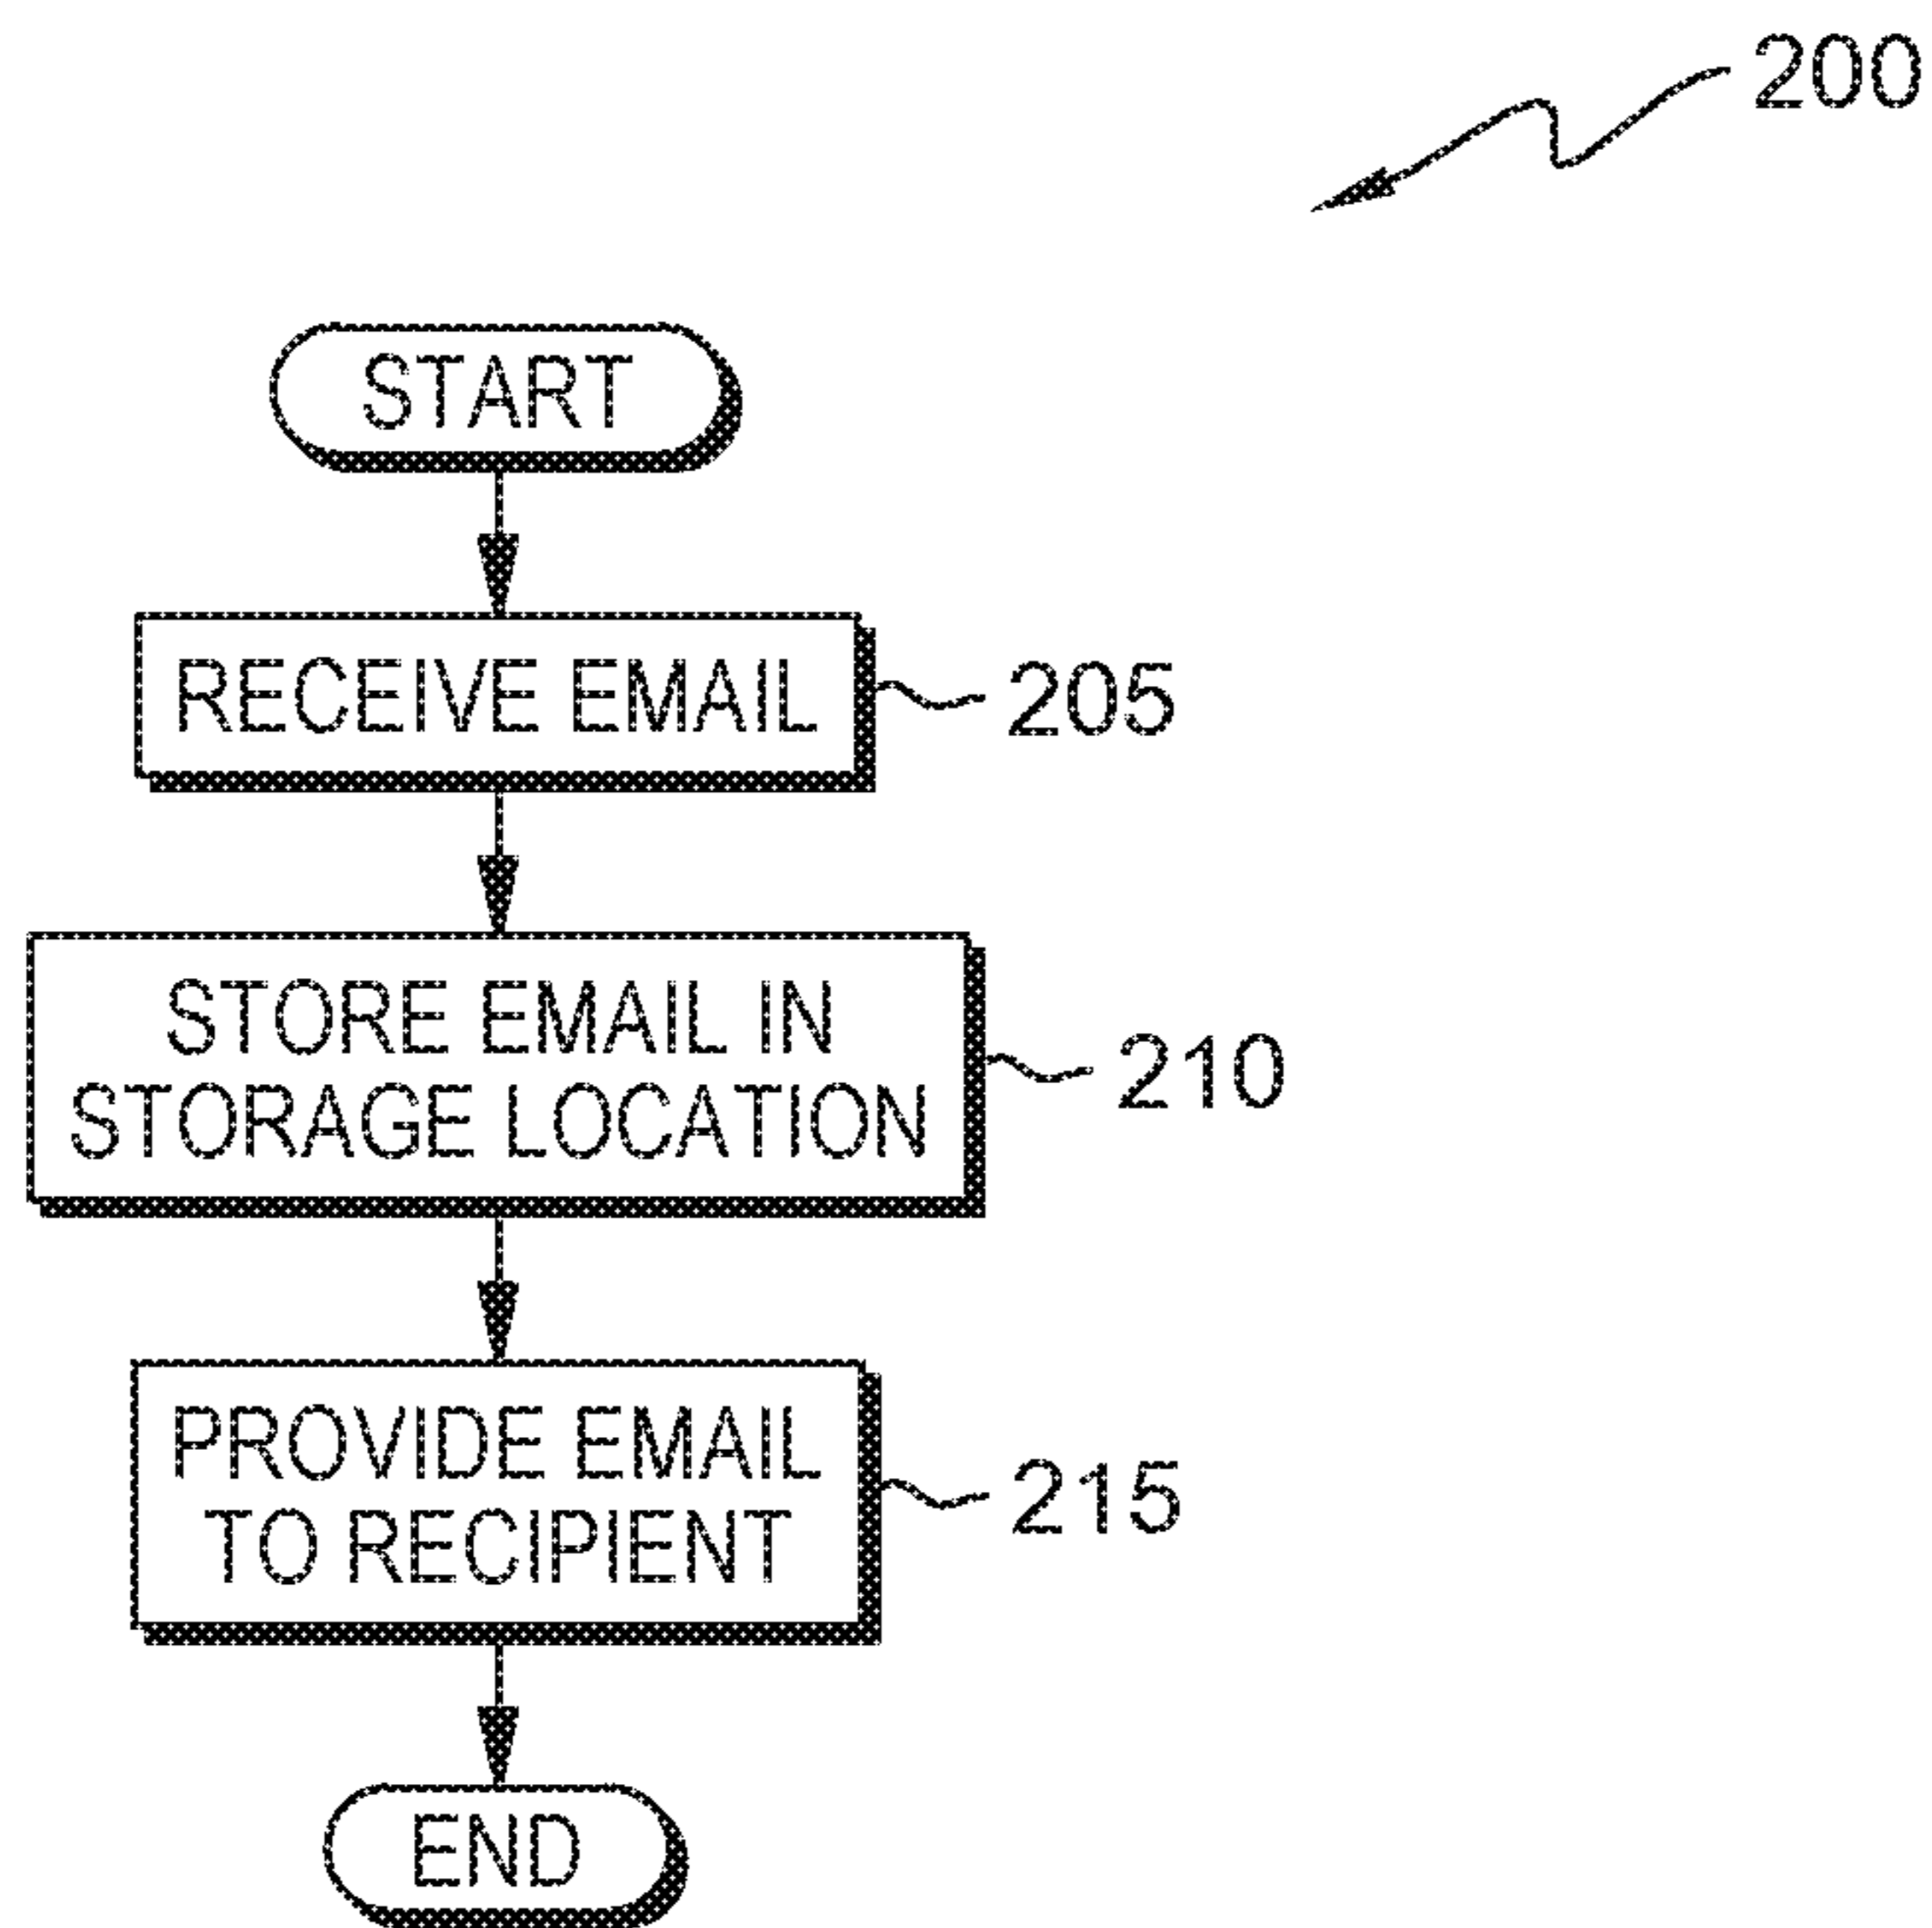 200
START
RECEIVE EMAIL
205
STORE EMAIL IN
STORAGE LOCATION
210
PROVIDE EMAIL
TO RECIPIENT
215
END